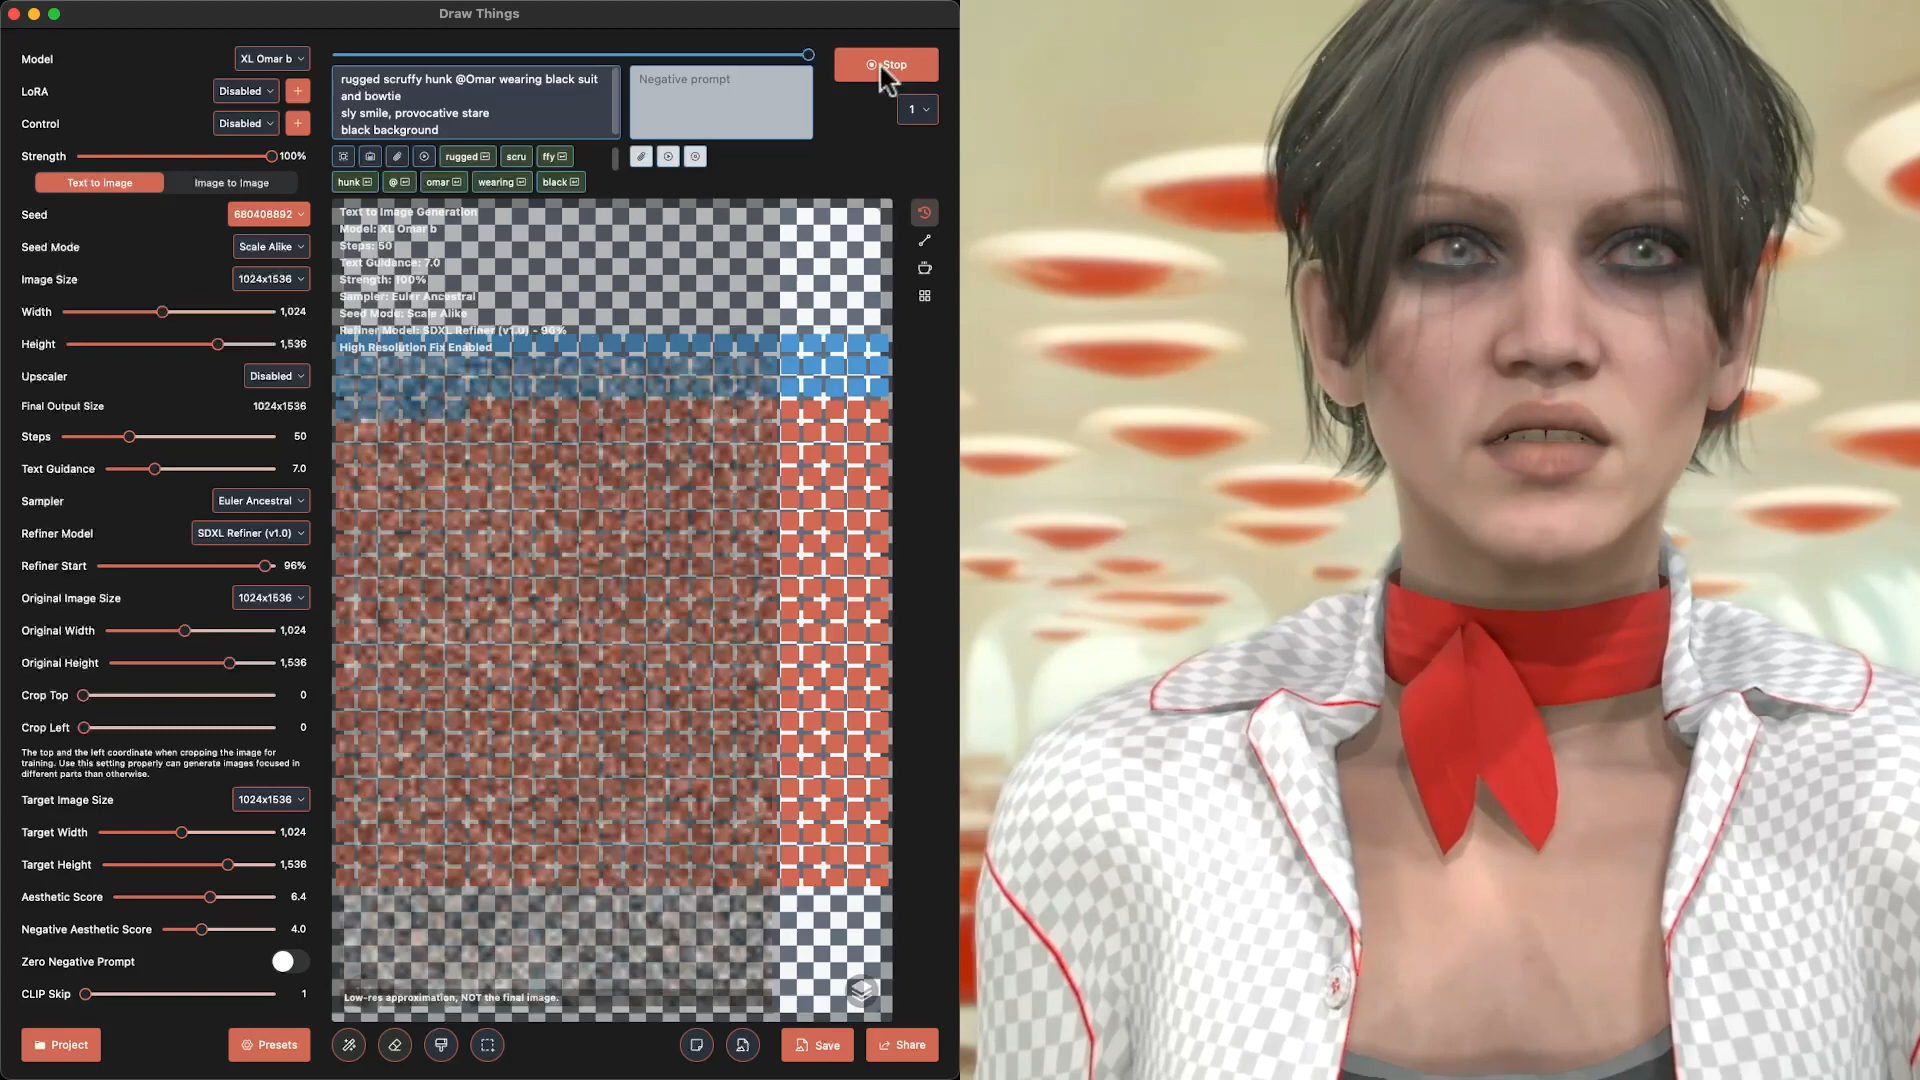 Draw Things
Model
XL Omar b
LoRA
Disabled
+
Control
Disabled
+
Strength
100%
Text to Image
Image to Image
Seed
680408892
Seed Mode
Scale Alike
Image Size
1024x1536
Width
1,024
Height
1,536
Upscaler
Disabled
Final Output Size
1024x1536
Steps
50
Text Guidance
7.0
Sampler
Euler Ancestral
Refiner Model
SDXL Refiner (v1.0)
Refiner Start
96%
Original Image Size
1024x1536
Original Width
1,024
Original Height
1,536
Crop Top
0
Crop Left
0
The top and the left coordinate when cropping the image for
training. Use this setting properly can generate images focused in
different parts than otherwise.
Target Image Size
1024x1536
Target Width
1,024
Target Height
1,536
Aesthetic Score
6.4
Negative Aesthetic Score
4.0
Zero Negative Prompt
CLIP Skip
1
Project
Presets
rugged scruffy hunk @Omar wearing black suit
and bowtie
sly smile, provocative stare
black background
Negative prompt
Stop
1
rugged
scru
ffy
hunk
@
omar
wearing
black
Text to Image Generation
Model: XL Omar b
Steps: 50
Text Guidance: 7.0
Strength: 100%
Sampler: Euler Ancestral
Seed Mode: Scale Alike
Refiner Model: SDXL Refiner (v1.0) - 96%
High Resolution Fix Enabled
Low-res approximation, NOT the final image.
Save
Share